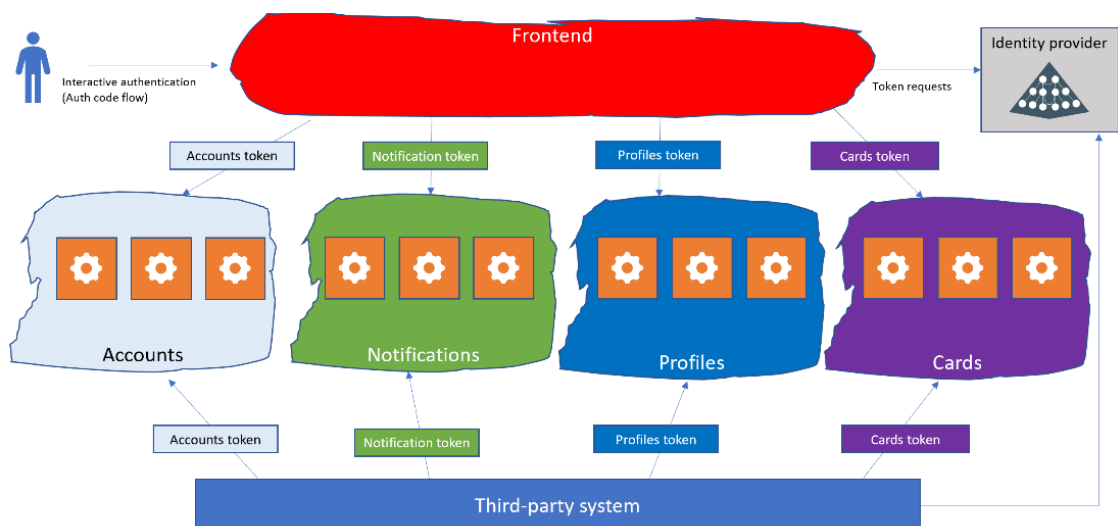 Frontend
Identity provider
Interactive authentication
(Auth code flow)
Token requests
Accounts token
Notification token
Profiles token
Cards token
Accounts
Notifications
Profiles
Cards
Accounts token
Notification token
Profiles token
Cards token
Third-party system